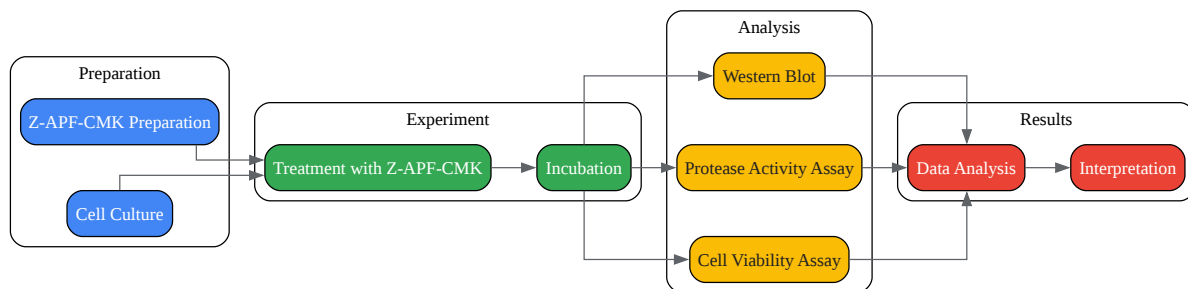 Preparation
Z-APF-CMK Preparation
Cell Culture
Experiment
Treatment with Z-APF-CMK
Incubation
Analysis
Western Blot
Protease Activity Assay
Cell Viability Assay
Results
Data Analysis
Interpretation